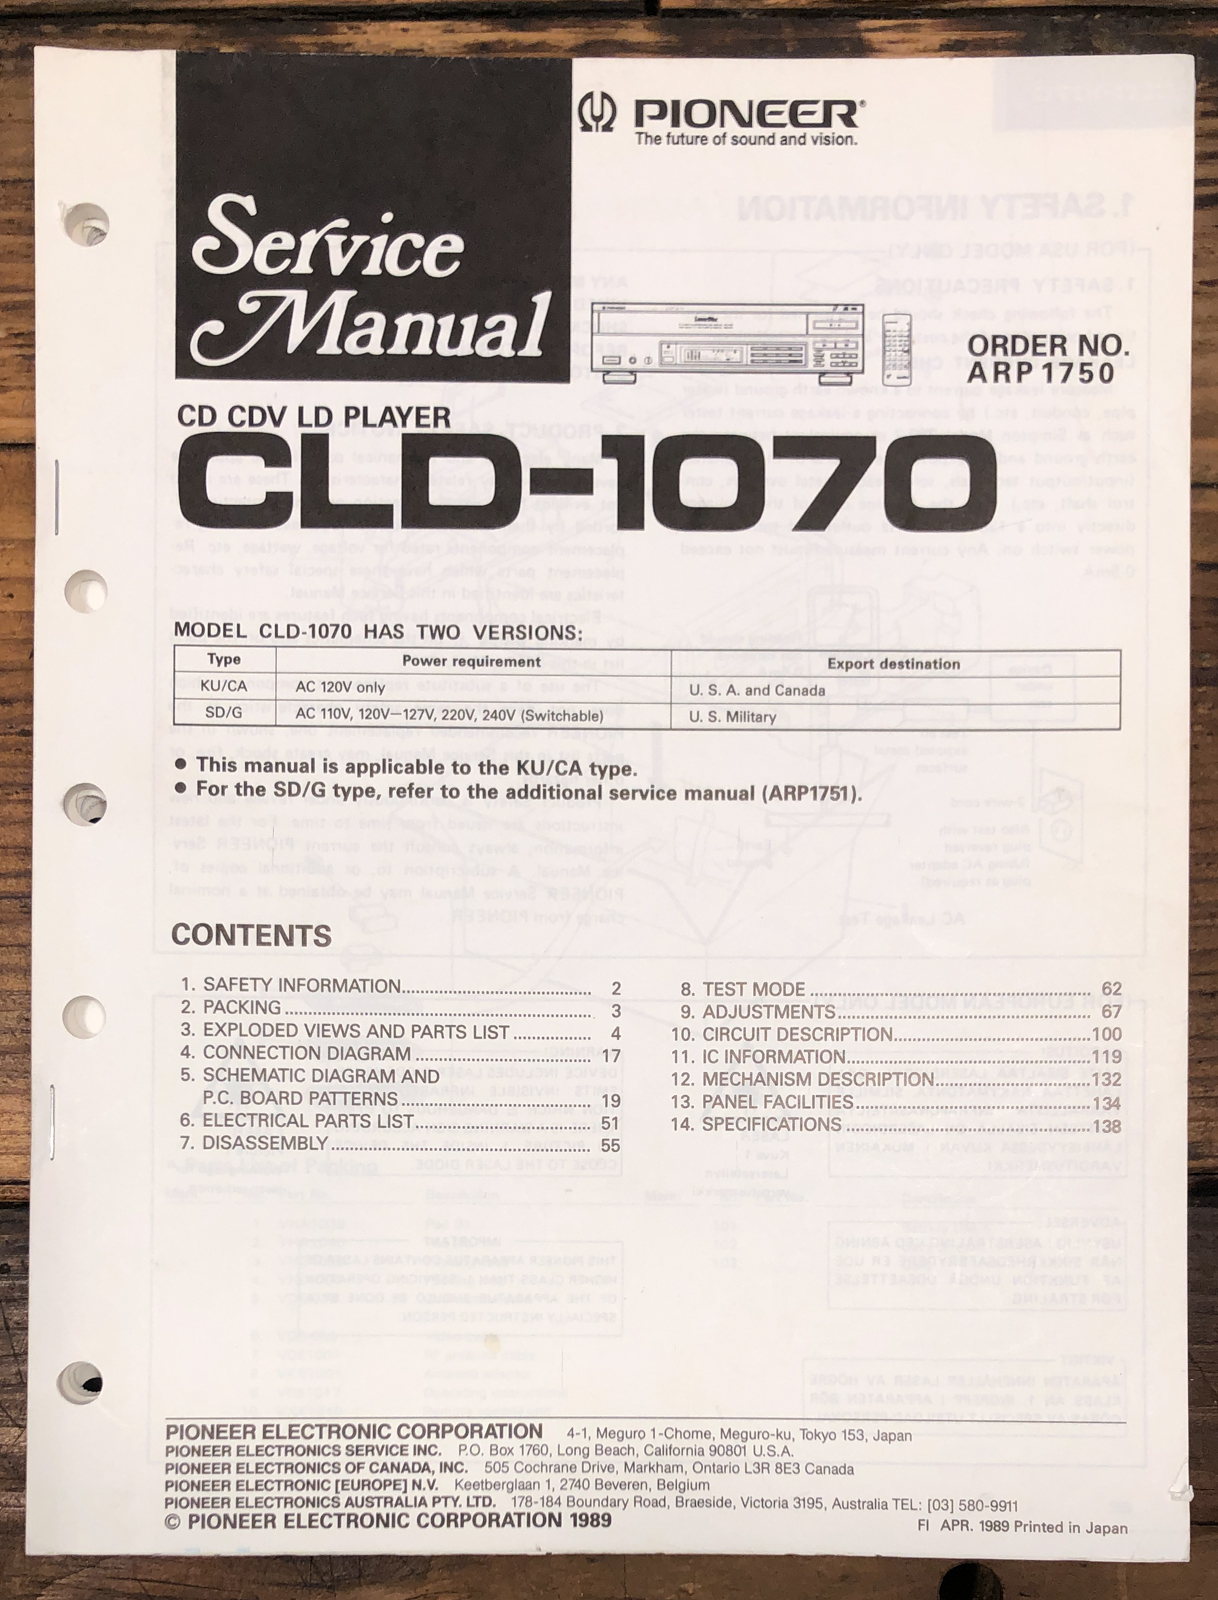 Service
Manual
PIONEER®
The future of sound and vision.
ORDER NO.
ARP1750
CD CDV LD PLAYER
CLD-1070
MODEL CLD-1070 HAS TWO VERSIONS:
Type Power requirement Export destination
KU/CA AC 120V only U. S. A. and Canada
SD/G AC 110V, 120V—127V, 220V, 240V (Switchable) U. S. Military
● This manual is applicable to the KU/CA type.
● For the SD/G type, refer to the additional service manual (ARP1751).
CONTENTS
1. SAFETY INFORMATION 2
2. PACKING 3
3. EXPLODED VIEWS AND PARTS LIST 4
4. CONNECTION DIAGRAM 17
5. SCHEMATIC DIAGRAM AND
P.C. BOARD PATTERNS 19
6. ELECTRICAL PARTS LIST 51
7. DISASSEMBLY 55
8. TEST MODE 62
9. ADJUSTMENTS 67
10. CIRCUIT DESCRIPTION 100
11. IC INFORMATION 119
12. MECHANISM DESCRIPTION 132
13. PANEL FACILITIES 134
14. SPECIFICATIONS 138
PIONEER ELECTRONIC CORPORATION 4-1, Meguro 1-Chome, Meguro-ku, Tokyo 153, Japan
PIONEER ELECTRONICS SERVICE INC. P.O. Box 1760, Long Beach, California 90801 U.S.A.
PIONEER ELECTRONICS OF CANADA, INC. 505 Cochrane Drive, Markham, Ontario L3R 8E3 Canada
PIONEER ELECTRONIC [EUROPE] N.V. Keetberglaan 1, 2740 Beveren, Belgium
PIONEER ELECTRONICS AUSTRALIA PTY. LTD. 178-184 Boundary Road, Braeside, Victoria 3195, Australia TEL: [03] 580-9911
© PIONEER ELECTRONIC CORPORATION 1989
FI APR. 1989 Printed in Japan